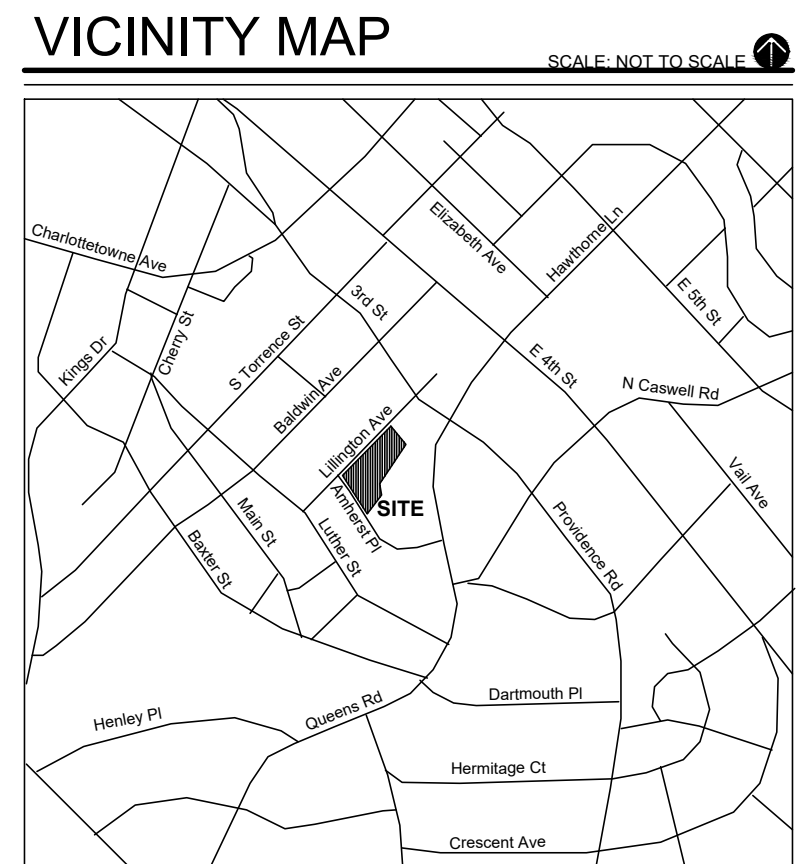 VICINITY MAP
SCALE: NOT TO SCALE
Charlottetowne Ave
Elizabeth Ave
Hawthorne Ln
E 5th St
3rd St
Kings Dr
Cherry St
S Torrence St
E 4th St
N Caswell Rd
Baldwin Ave
Lillington Ave
Vail Ave
Amherst Pl
SITE
Main St
Luther St
Providence Rd
Baxter St
Dartmouth Pl
Queens Rd
Henley Pl
Hermitage Ct
Crescent Ave